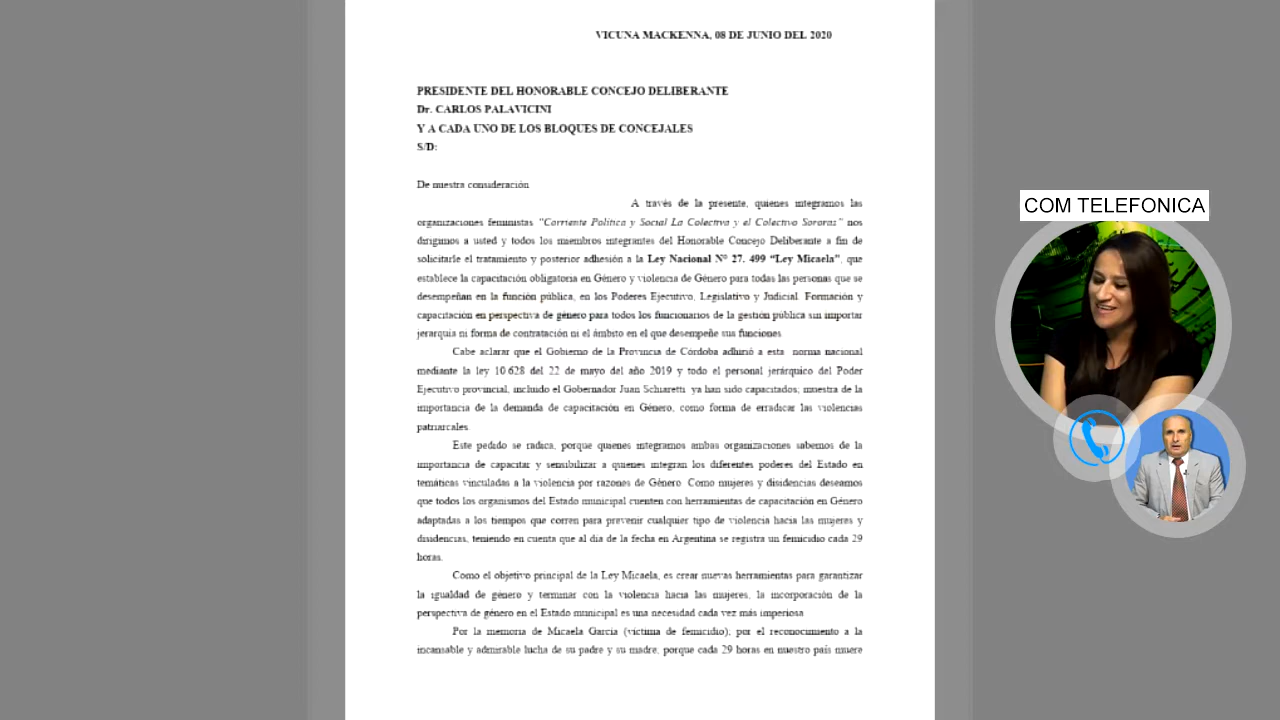 VICUNA MACKENNA, 08 DE JUNIO DEL 2020
PRESIDENTE DEL HONORABLE CONCEJO DELIBERANTE
Dr. CARLOS PALAVICINI
Y A CADA UNO DE LOS BLOQUES DE CONCEJALES
S/D:
De nuestra consideración
A través de la presente, quienes integramos las
organizaciones feministas "Corriente Política y Social La Colectiva y el Colectivo Sororas" nos
dirigimos a usted y todos los miembros integrantes del Honorable Concejo Deliberante a fin de
solicitarle el tratamiento y posterior adhesión a la Ley Nacional N° 27. 499 "Ley Micaela", que
establece la capacitación obligatoria en Género y violencia de Género para todas las personas que se
desempeñan en la función pública, en los Poderes Ejecutivo, Legislativo y Judicial. Formación y
capacitación en perspectiva de género para todos los funcionarios de la gestión pública sin importar
jerarquía ni forma de contratación ni el ámbito en el que desempeñe sus funciones
Cabe aclarar que el Gobierno de la Provincia de Córdoba adhirió a esta norma nacional
mediante la ley 10.628 del 22 de mayo del año 2019 y todo el personal jerárquico del Poder
Ejecutivo provincial, incluido el Gobernador Juan Schiaretti ya han sido capacitados; muestra de la
importancia de la demanda de capacitación en Género, como forma de erradicar las violencias
patriarcales.
Este pedido se radica, porque quienes integramos ambas organizaciones sabemos de la
importancia de capacitar y sensibilizar a quienes integran los diferentes poderes del Estado en
temáticas vinculadas a la violencia por razones de Género. Como mujeres y disidencias deseamos
que todos los organismos del Estado municipal cuenten con herramientas de capacitación en Género
adaptadas a los tiempos que corren para prevenir cualquier tipo de violencia hacia las mujeres y
disidencias, teniendo en cuenta que al día de la fecha en Argentina se registra un femicidio cada 29
horas.
Como el objetivo principal de la Ley Micaela, es crear nuevas herramientas para garantizar
la igualdad de género y terminar con la violencia hacia las mujeres, la incorporación de la
perspectiva de género en el Estado municipal es una necesidad cada vez más imperiosa.
Por la memoria de Micaela García (víctima de femicidio); por el reconocimiento a la
incansable y admirable lucha de su padre y su madre, porque cada 29 horas en nuestro país muere
COM TELEFONICA